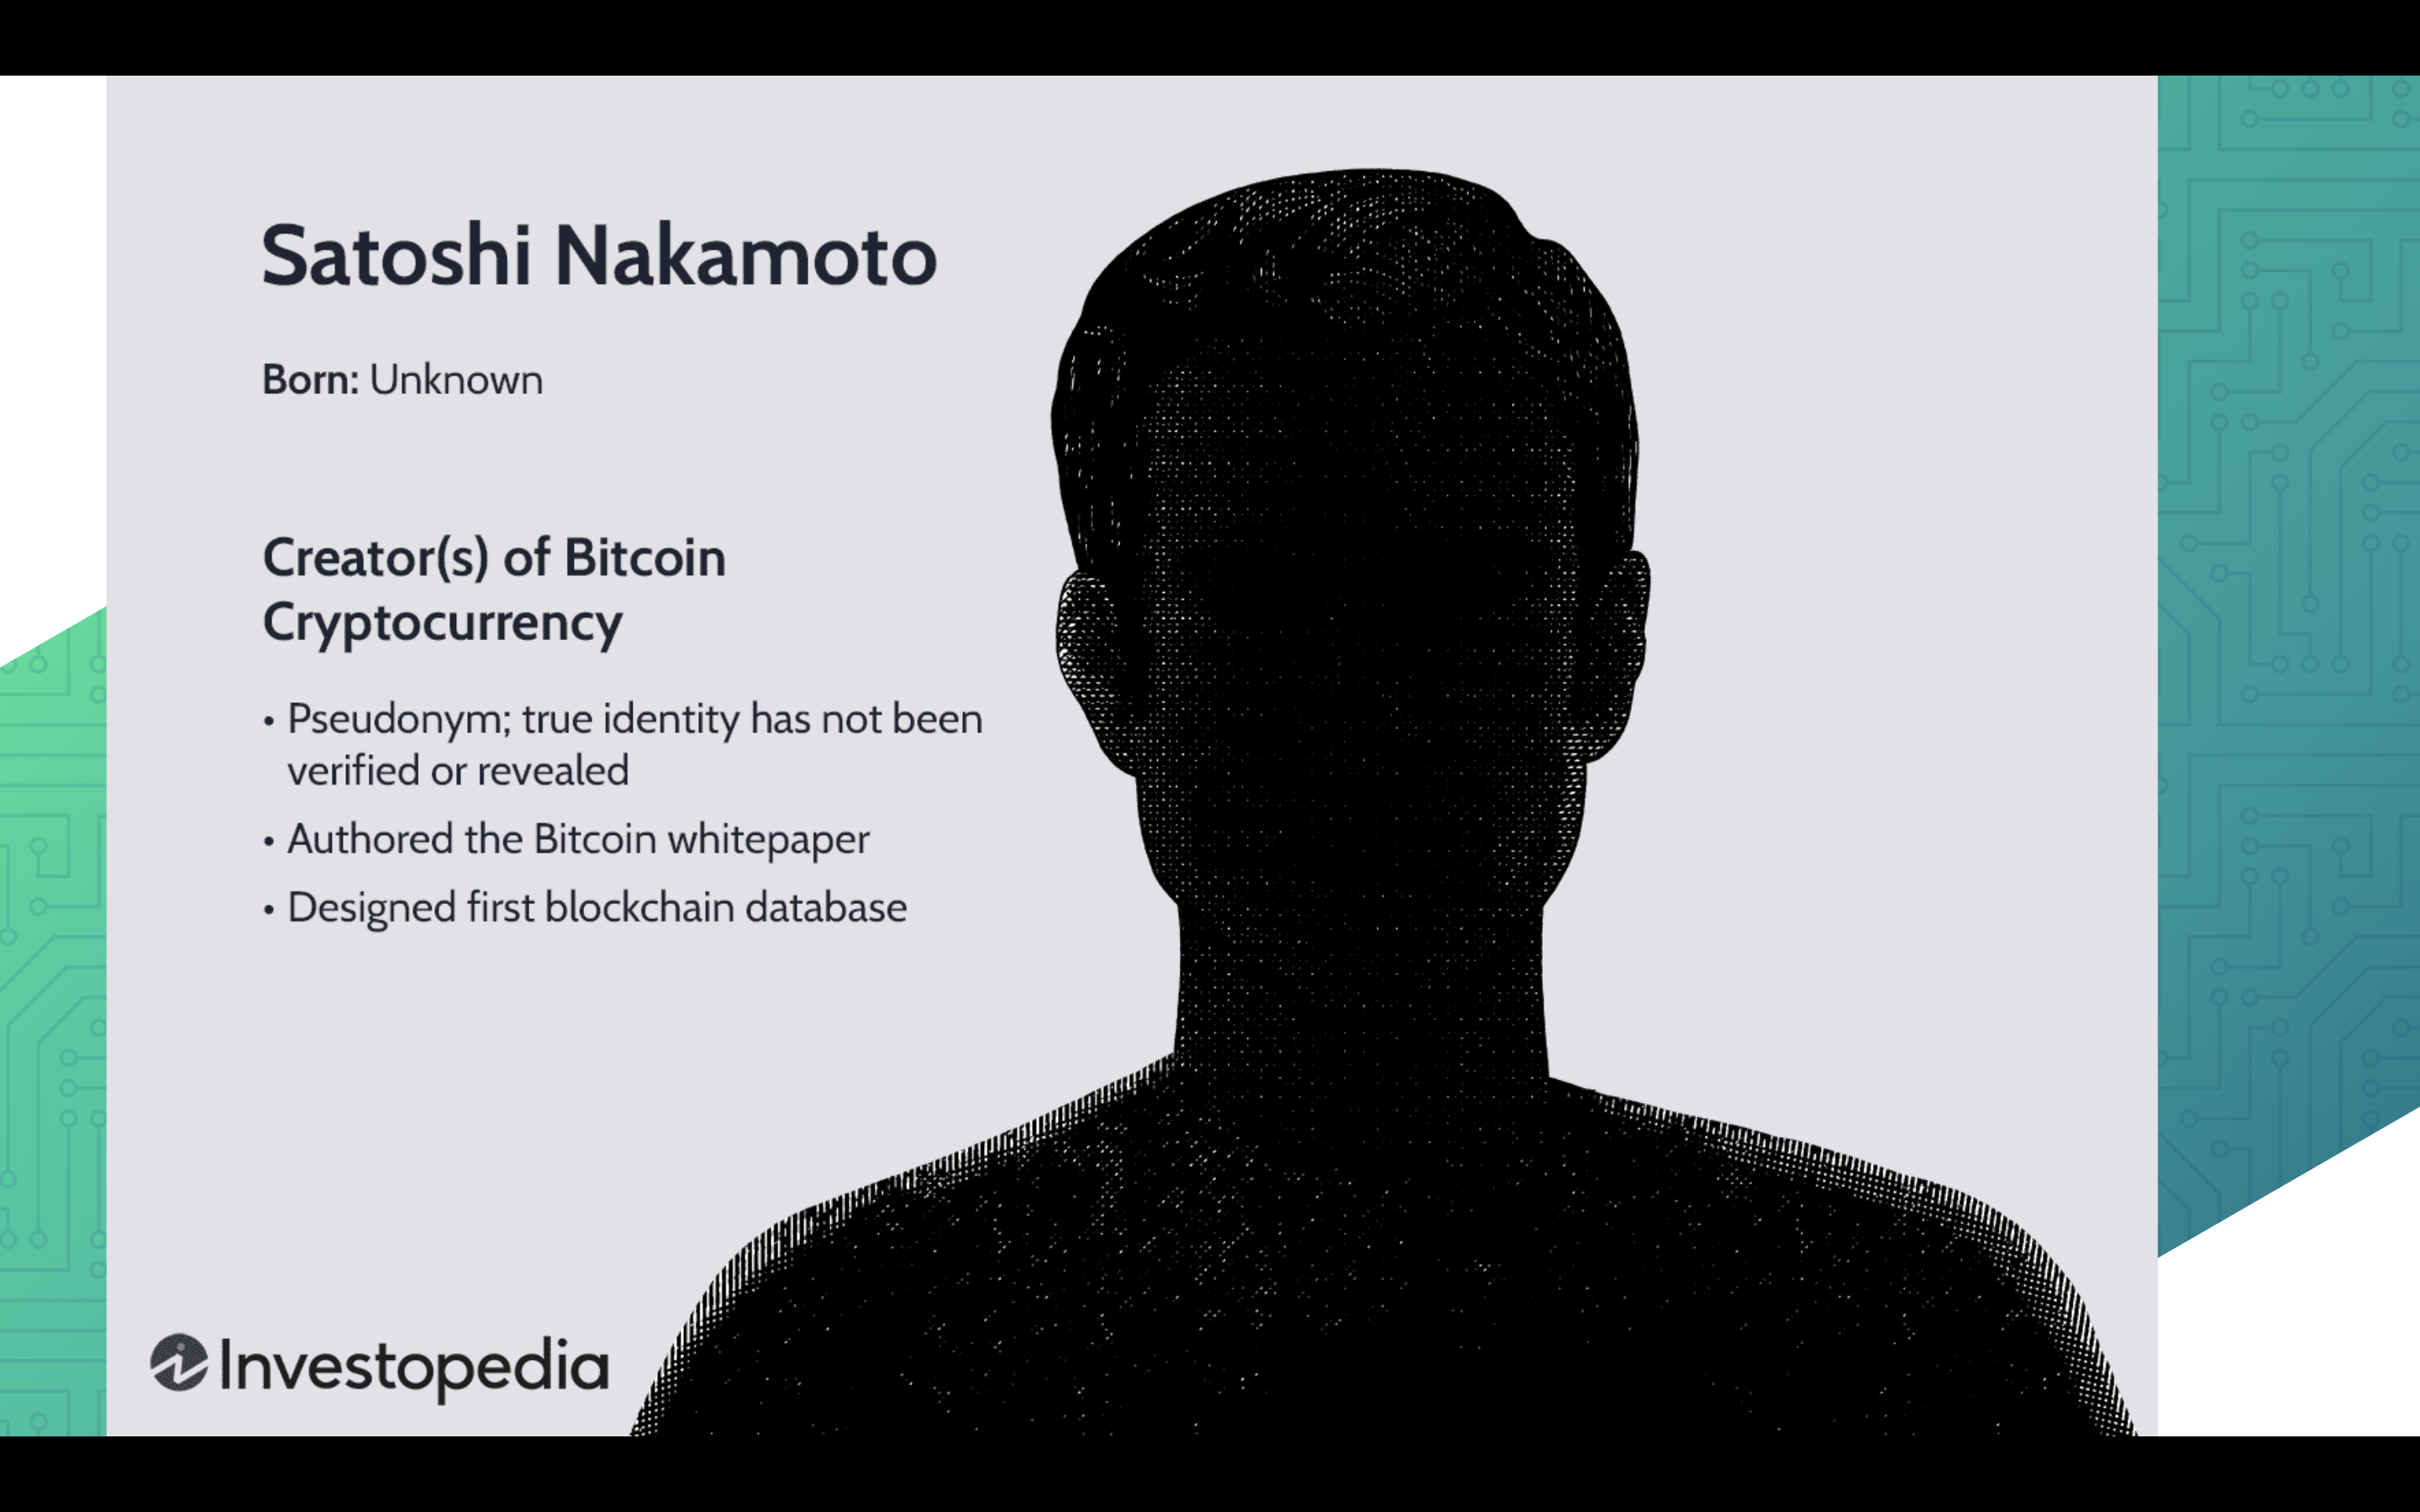 Satoshi Nakamoto
Born: Unknown
Creator(s) of Bitcoin
Cryptocurrency
• Pseudonym; true identity has not been
verified or revealed
• Authored the Bitcoin whitepaper
• Designed first blockchain database
Investopedia